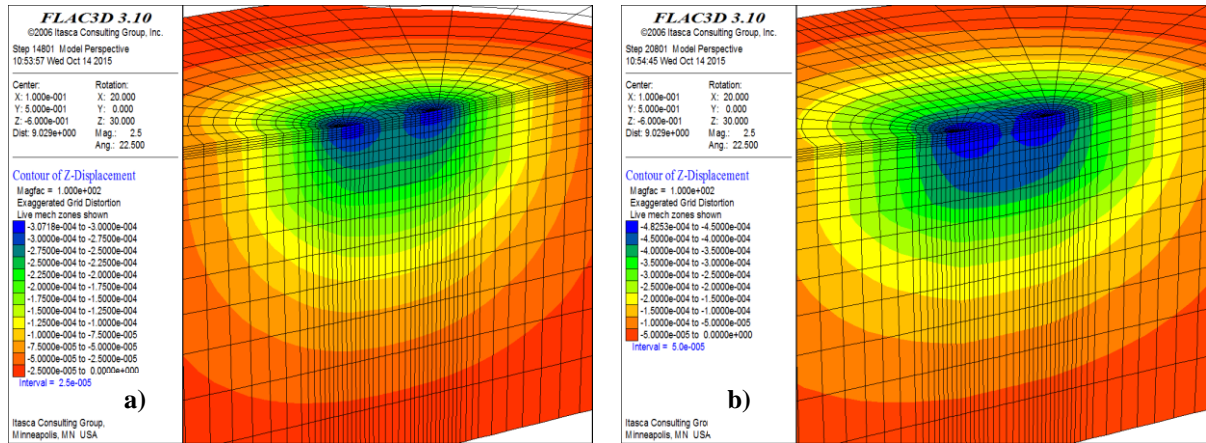 FLAC3D 3.10
©2006 Itasca Consulting Group, Inc.
Step 14801 Model Perspective
10:53:57 Wed Oct 14 2015
Center: Rotation:
X: 1.000e-001 X: 20.000
Y: 5.000e-001 Y: 0.000
Z: -6.000e-001 Z: 30.000
Dist: 9.029e+000 Mag.: 2.5
Ang.: 22.500
Contour of Z-Displacement
Magfac = 1.000e+002
Exaggerated Grid Distortion
Live mech zones shown
-3.0718e-004 to -3.0000e-004
-3.0000e-004 to -2.7500e-004
-2.7500e-004 to -2.5000e-004
-2.5000e-004 to -2.2500e-004
-2.2500e-004 to -2.0000e-004
-2.0000e-004 to -1.7500e-004
-1.7500e-004 to -1.5000e-004
-1.5000e-004 to -1.2500e-004
-1.2500e-004 to -1.0000e-004
-1.0000e-004 to -7.5000e-005
-7.5000e-005 to -5.0000e-005
-5.0000e-005 to -2.5000e-005
-2.5000e-005 to 0.0000e+000
Interval = 2.5e-005
a)
Itasca Consulting Group,
Minneapolis, MN USA
FLAC3D 3.10
©2006 Itasca Consulting Group, Inc.
Step 20801 Model Perspective
10:54:45 Wed Oct 14 2015
Center: Rotation:
X: 1.000e-001 X: 20.000
Y: 5.000e-001 Y: 0.000
Z: -6.000e-001 Z: 30.000
Dist: 9.029e+000 Mag.: 2.5
Ang.: 22.500
Contour of Z-Displacement
Magfac = 1.000e+002
Exaggerated Grid Distortion
Live mech zones shown
-4.8253e-004 to -4.5000e-004
-4.5000e-004 to -4.0000e-004
-4.0000e-004 to -3.5000e-004
-3.5000e-004 to -3.0000e-004
-3.0000e-004 to -2.5000e-004
-2.5000e-004 to -2.0000e-004
-2.0000e-004 to -1.5000e-004
-1.5000e-004 to -1.0000e-004
-1.0000e-004 to -5.0000e-005
-5.0000e-005 to 0.0000e+000
Interval = 5.0e-005
b)
Itasca Consulting Gro
Minneapolis, MN USA